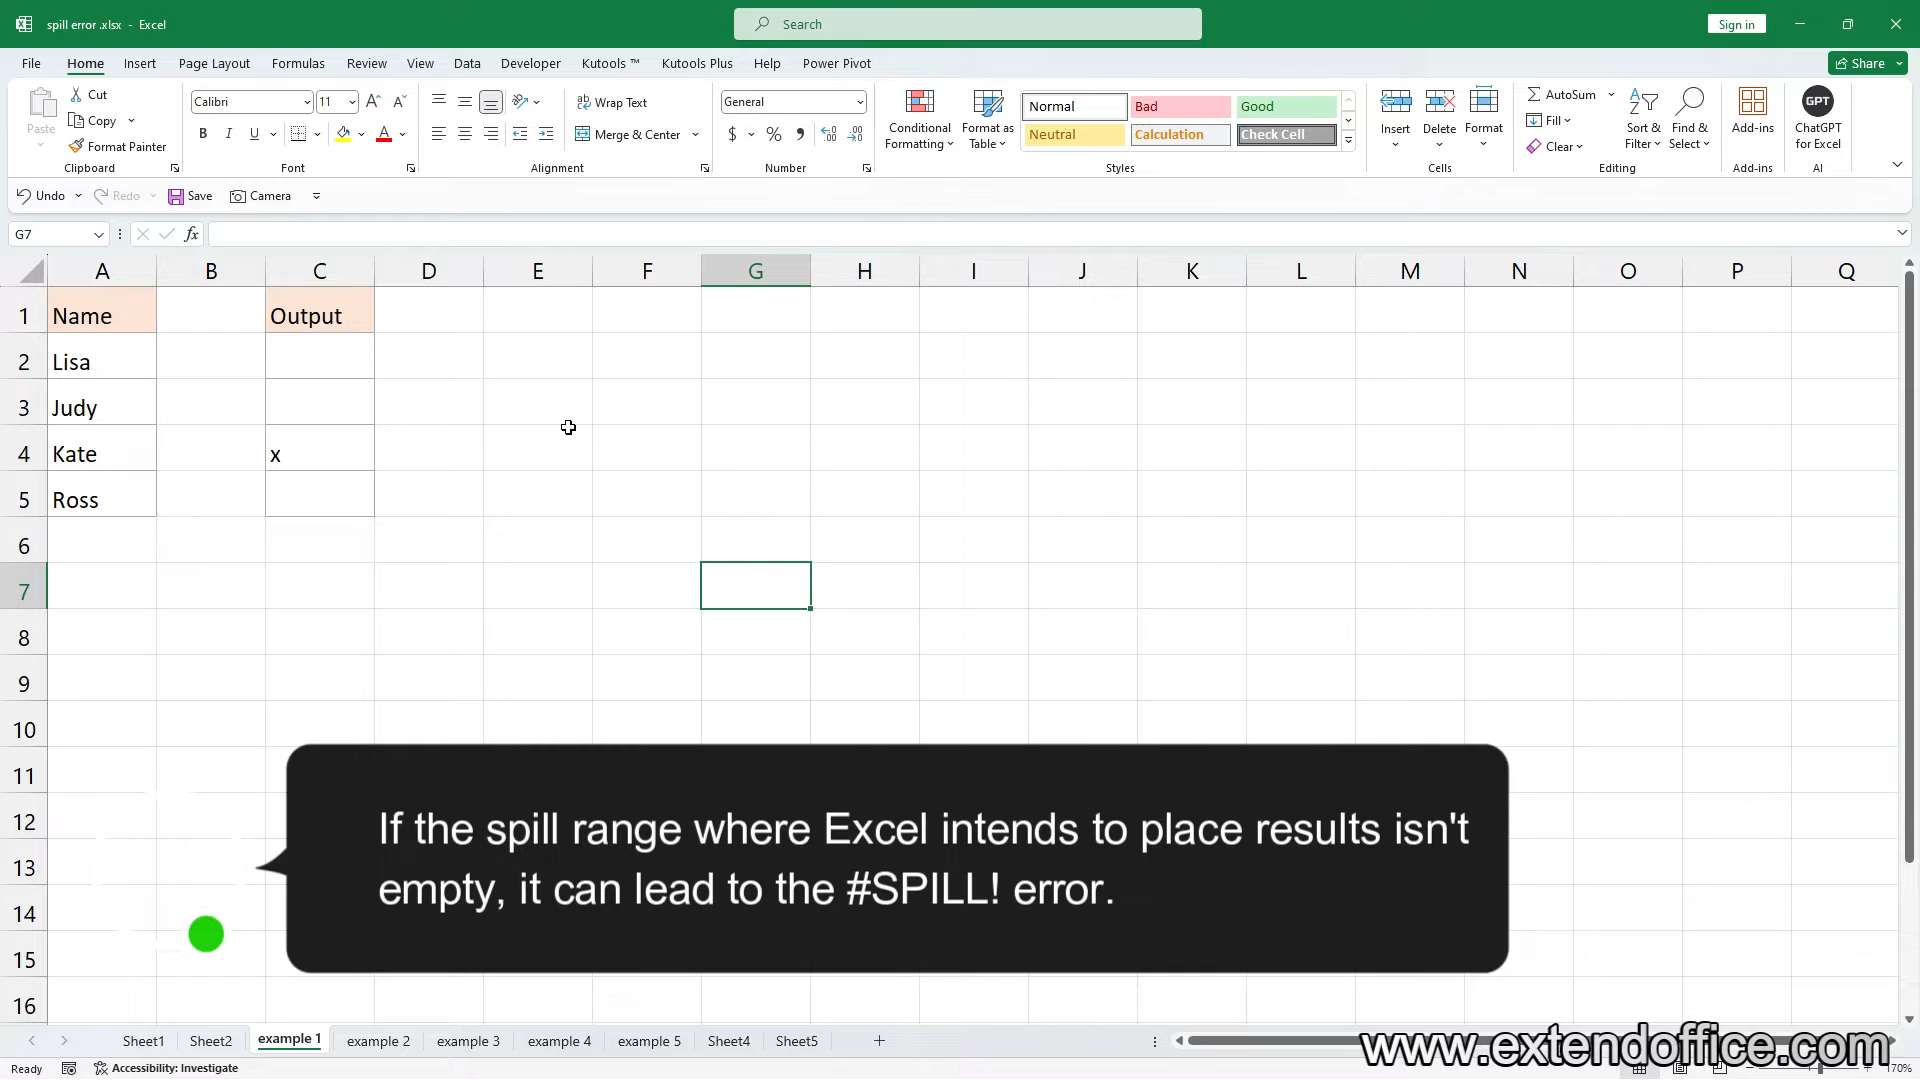 spill error .xlsx - Excel
Search
Sign in
File Home Insert Page Layout Formulas Review View Data Developer Kutools ™ Kutools Plus Help Power Pivot
Share
Paste
Cut
Copy
Format Painter
Clipboard
Calibri
11
B I U
A
Font
Wrap Text
Merge & Center
Alignment
General
$ %
Number
Conditional
Formatting
Format as
Table
Normal Bad Good
Neutral Calculation Check Cell
Styles
Insert
Delete
Format
Cells
AutoSum
Fill
Clear
Sort &
Filter
Find &
Select
Editing
Add-ins
Add-ins
GPT
ChatGPT
for Excel
AI
Undo Redo Save Camera
G7
fx
A B C D E F G H I J K L M N O P Q
1 Name Output
2 Lisa
3 Judy
4 Kate x
5 Ross
6
7
8
9
10
11
12
13
14
15
16
If the spill range where Excel intends to place results isn't
empty, it can lead to the #SPILL! error.
Sheet1 Sheet2 example 1 example 2 example 3 example 4 example 5 Sheet4 Sheet5
www.extendoffice.com
Ready
Accessibility: Investigate
170%